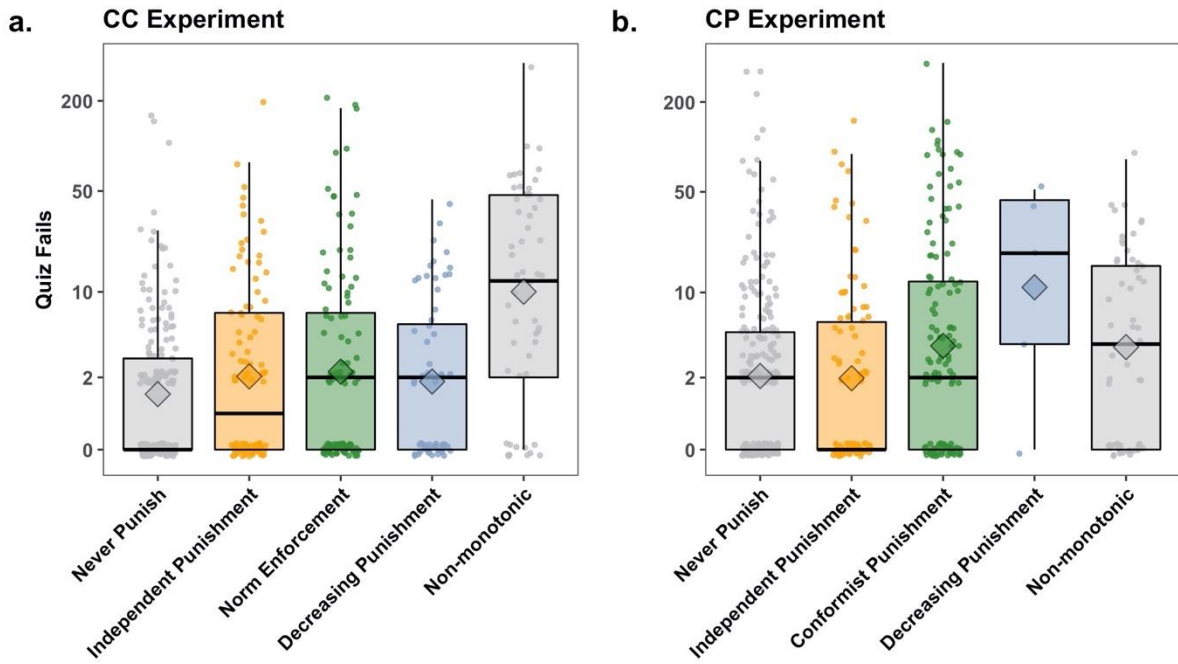 a.
CC Experiment
Quiz Fails
200
50
10
2
0
Never Punish
Independent Punishment
Norm Enforcement
Decreasing Punishment
Non-monotonic
b.
CP Experiment
200
50
10
2
0
Never Punish
Independent Punishment
Conformist Punishment
Decreasing Punishment
Non-monotonic